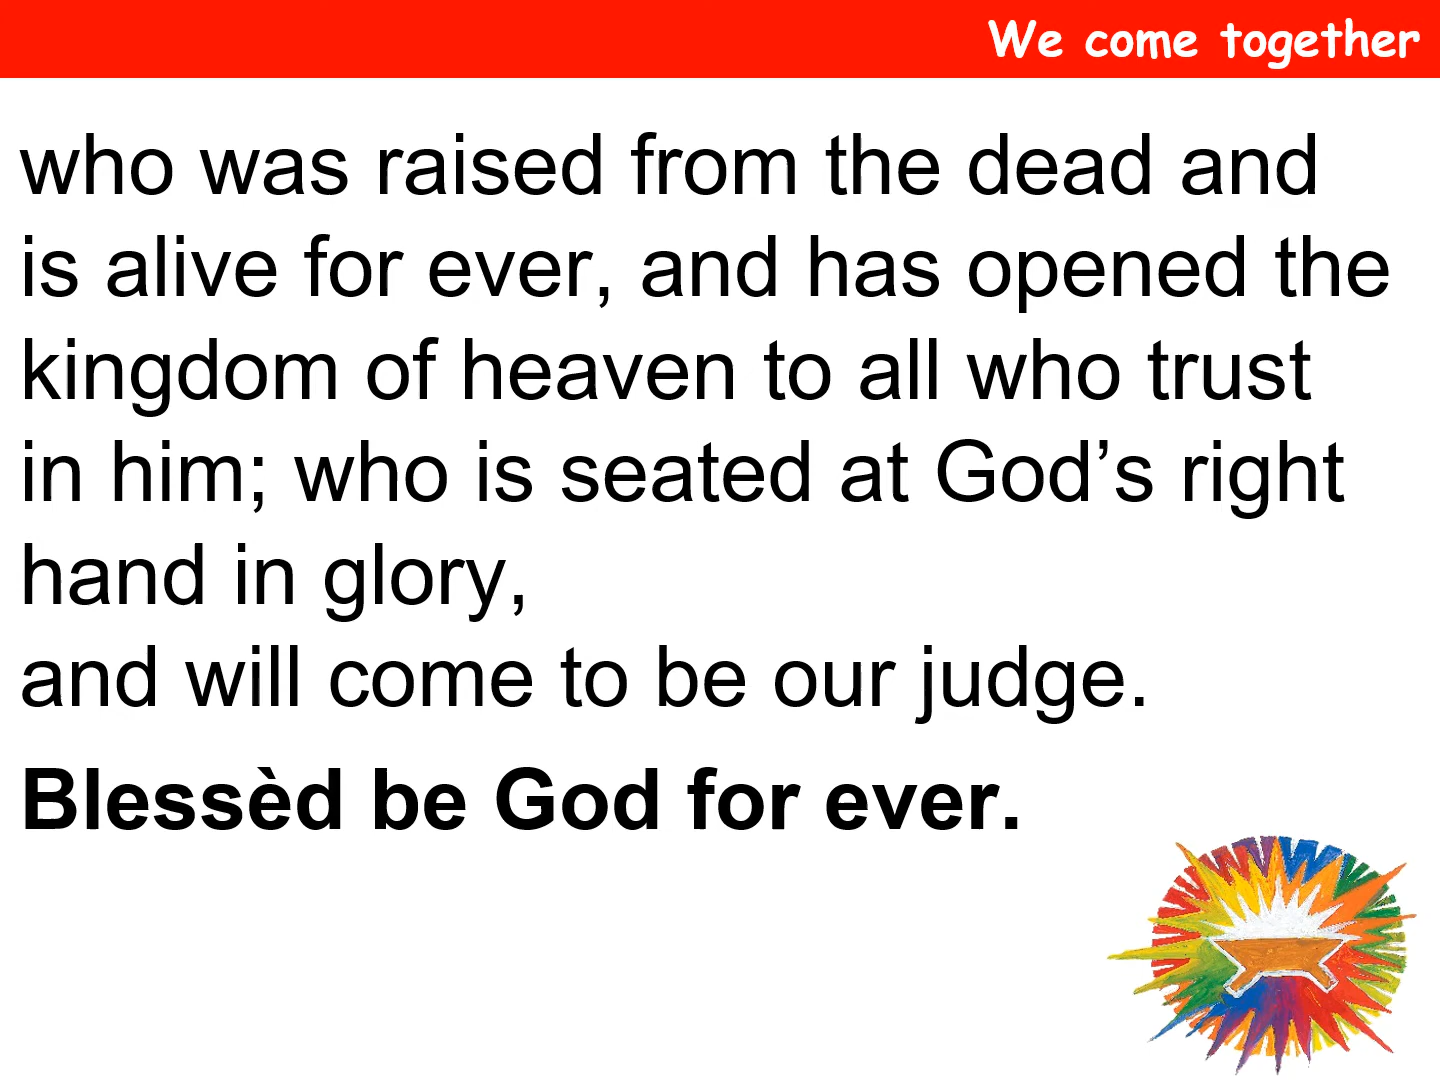 We come together
who was raised from the dead and
is alive for ever, and has opened the
kingdom of heaven to all who trust
in him; who is seated at God’s right
hand in glory,
and will come to be our judge.
Blessèd be God for ever.